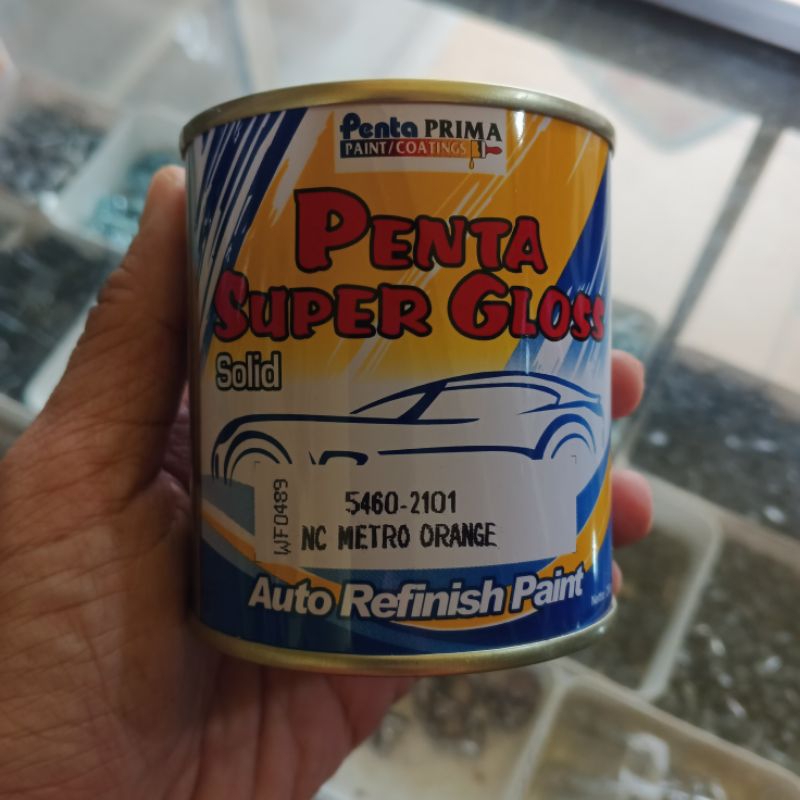 Penta PRIMA
PAINT/COATINGS
PENTA
SUPER GLOSS
Solid
WF0489
5460-2101
NC METRO ORANGE
Auto Refinish Paint